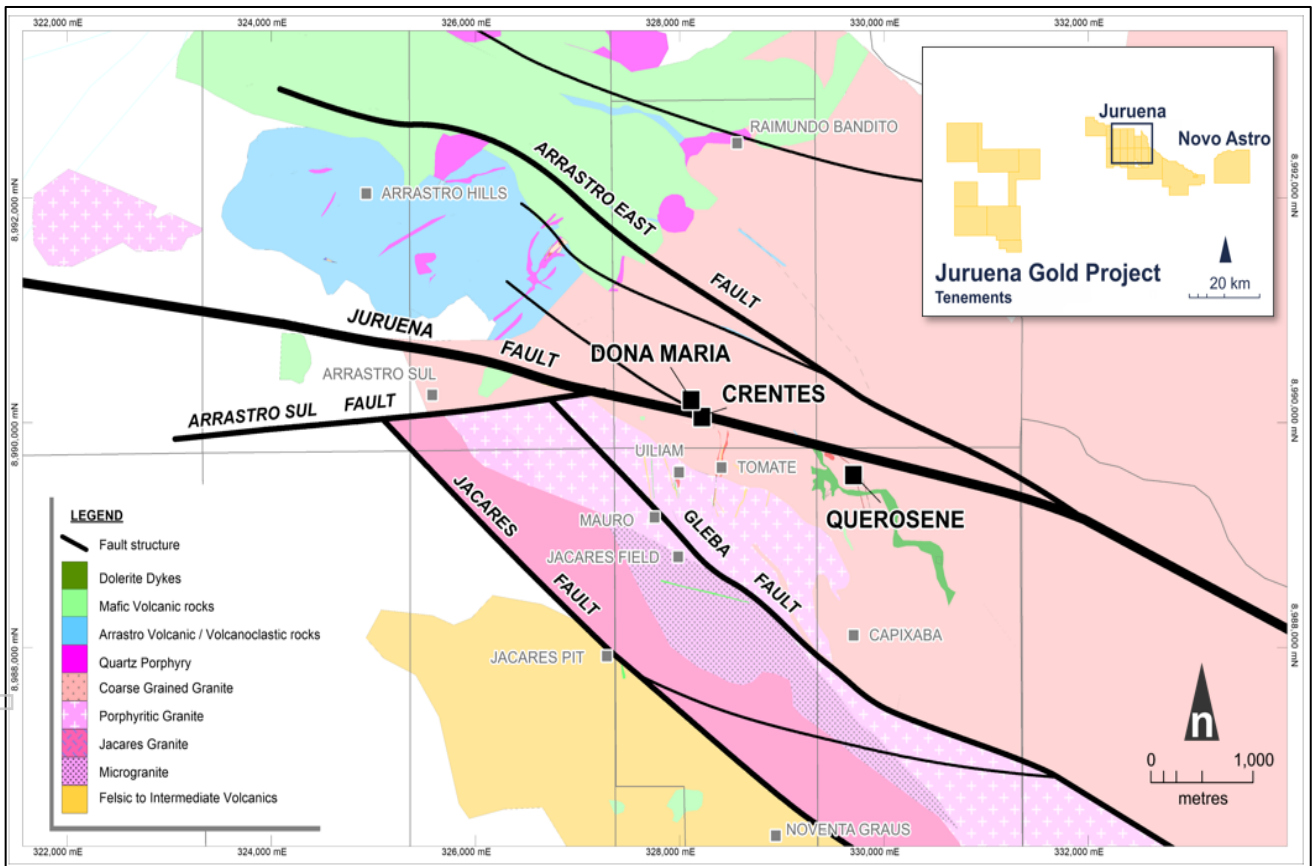 322,000 mE
324,000 mE
326,000 mE
328,000 mE
330,000 mE
332,000 mE
8,992,000 mN
8,990,000 mN
8,988,000 mN
8,992,000 mN
8,990,000 mN
8,988,000 mN
Juruena
Novo Astro
Juruena Gold Project
Tenements
20 km
RAIMUNDO BANDITO
ARRASTRO HILLS
ARRASTRO EAST
FAULT
JURUENA
FAULT
DONA MARIA
CRENTES
ARRASTRO SUL
ARRASTRO SUL FAULT
UILIAM
TOMATE
QUEROSENE
MAURO
JACARES FIELD
GLEBA
FAULT
JACARES
FAULT
CAPIXABA
JACARES PIT
NOVENTA GRAUS
LEGEND
Fault structure
Dolerite Dykes
Mafic Volcanic rocks
Arrastro Volcanic / Volcanoclastic rocks
Quartz Porphyry
Coarse Grained Granite
Porphyritic Granite
Jacares Granite
Microgranite
Felsic to Intermediate Volcanics
n
0 1,000
metres
322,000 mE
324,000 mE
326,000 mE
328,000 mE
330,000 mE
332,000 mE